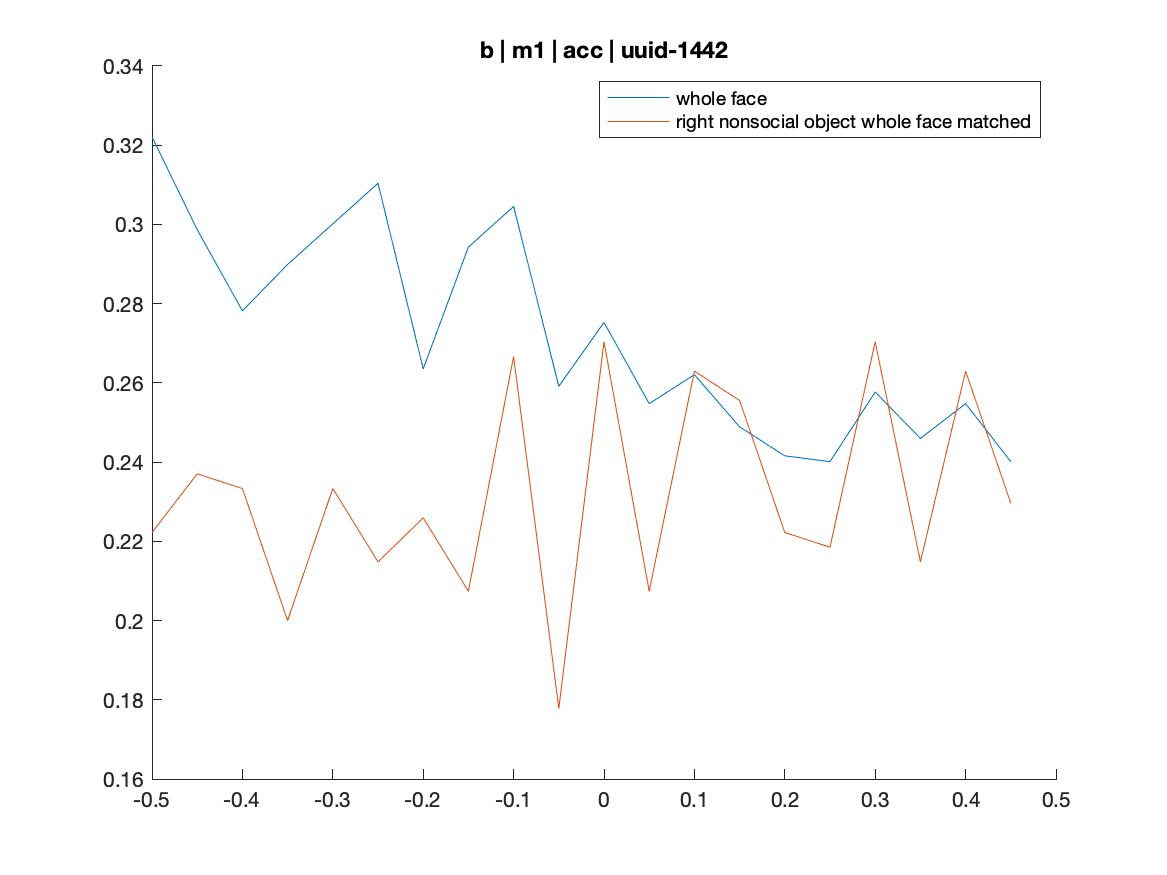 b | m1 | acc | uuid-1442
whole face
right nonsocial object whole face matched
0.34
0.32
0.3
0.28
0.26
0.24
0.22
0.2
0.18
0.16
-0.5 -0.4 -0.3 -0.2 -0.1 0 0.1 0.2 0.3 0.4 0.5